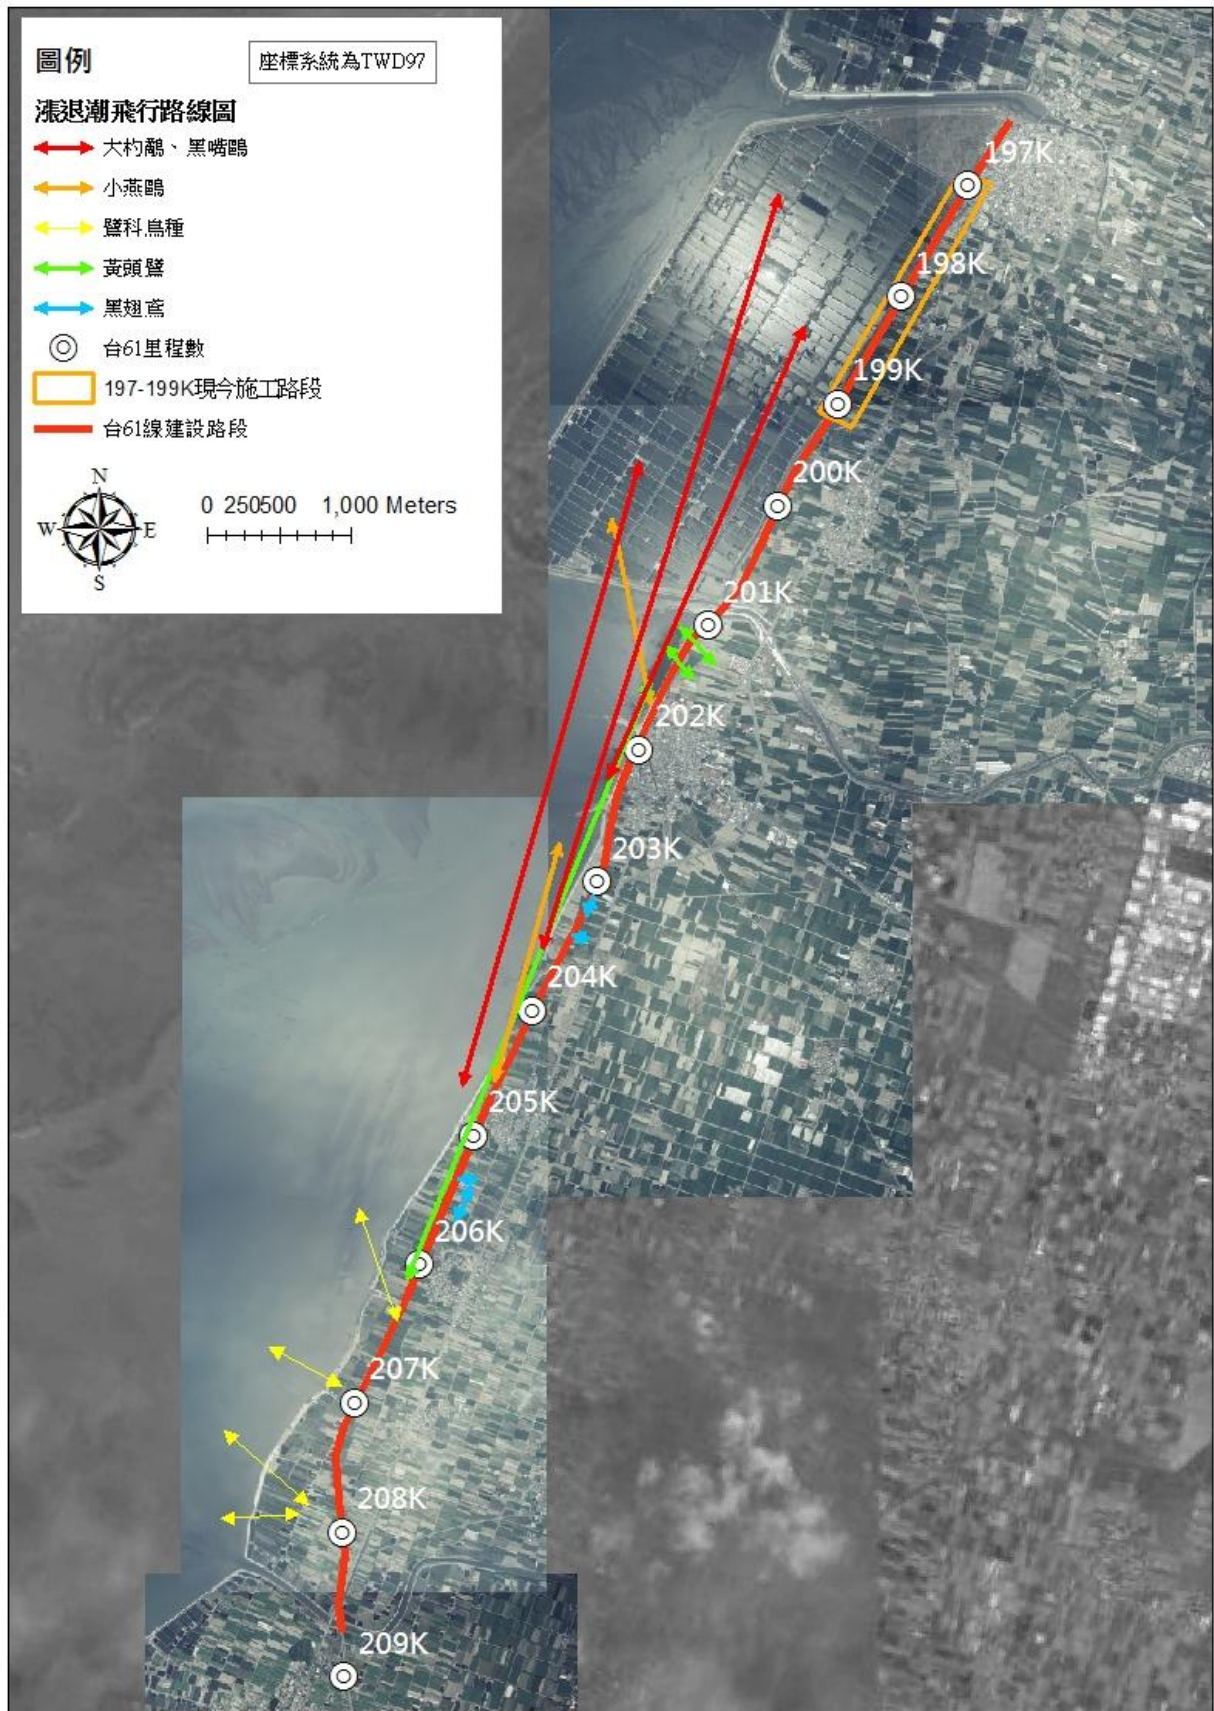 圖例
座標系統為TWD97
漲退潮飛行路線圖
大杓鷸、黑嘴鷗
小燕鷗
鷺科鳥種
黃頭鷺
黑翅鳶
台61里程數
197-199K現今施工路段
台61線建設路段
N
W E
S
0 250500 1,000 Meters
197K
198K
199K
200K
201K
202K
203K
204K
205K
206K
207K
208K
209K